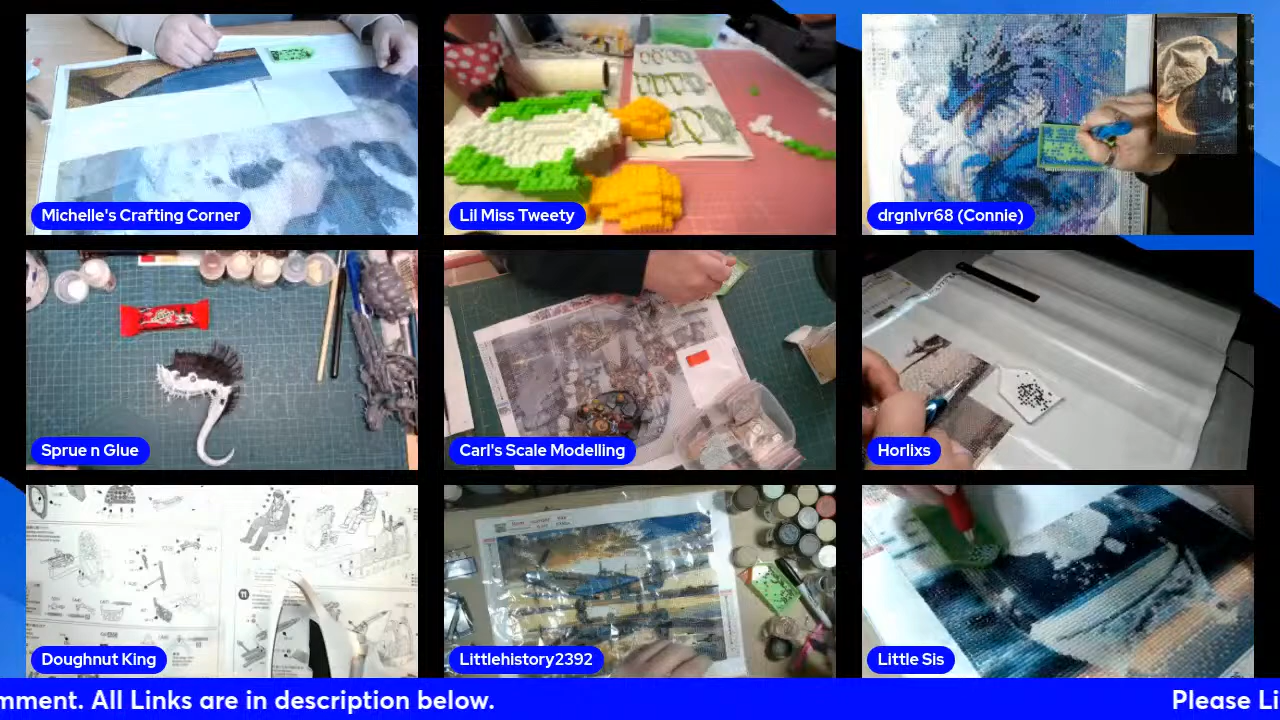 Michelle's Crafting Corner
Lil Miss Tweety
drgnlvr68 (Connie)
Sprue n Glue
Carl's Scale Modelling
Horlixs
11
Doughnut King
Littlehistory2392
Little Sis
mment. All Links are in description below.
Please Li